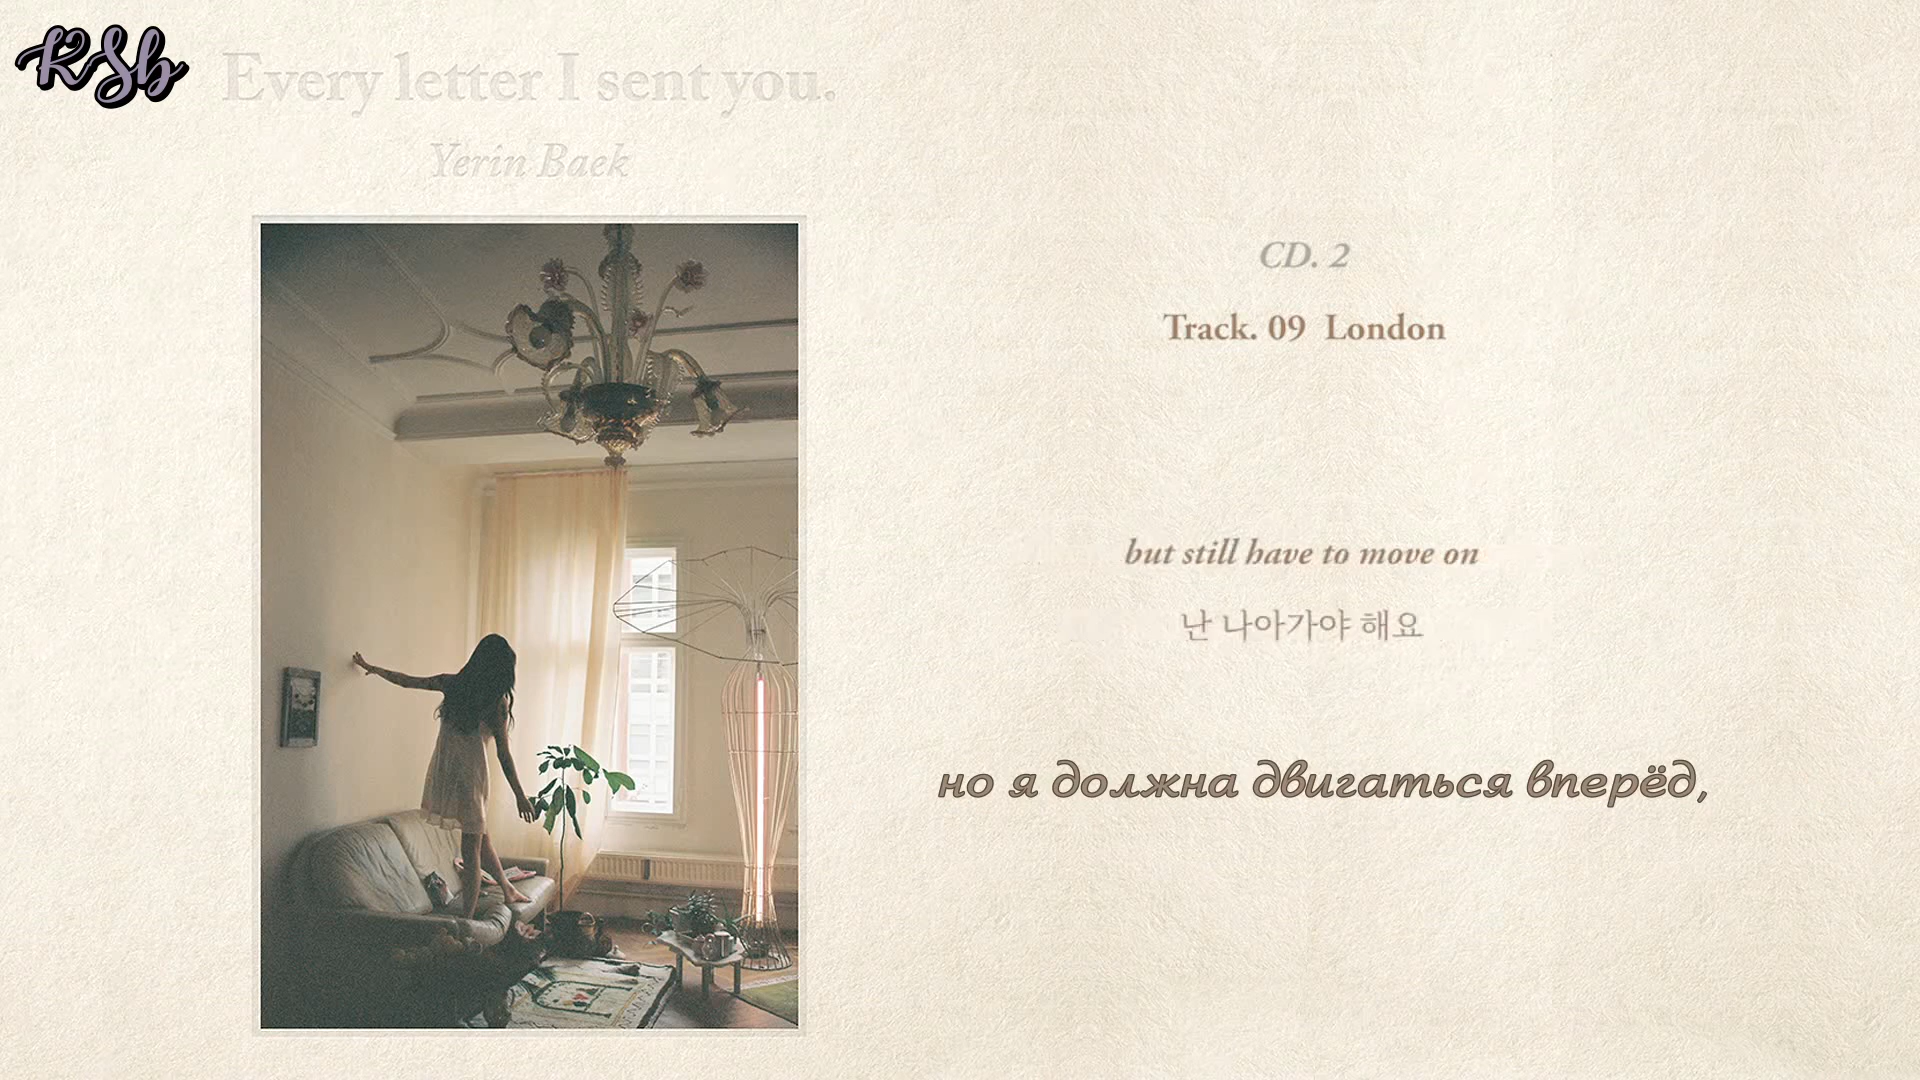 RSb
Every letter I sent you.
Yerin Baek
CD. 2
Track. 09 London
but still have to move on
난 나아가야 해요
но я должна двигаться вперёд,